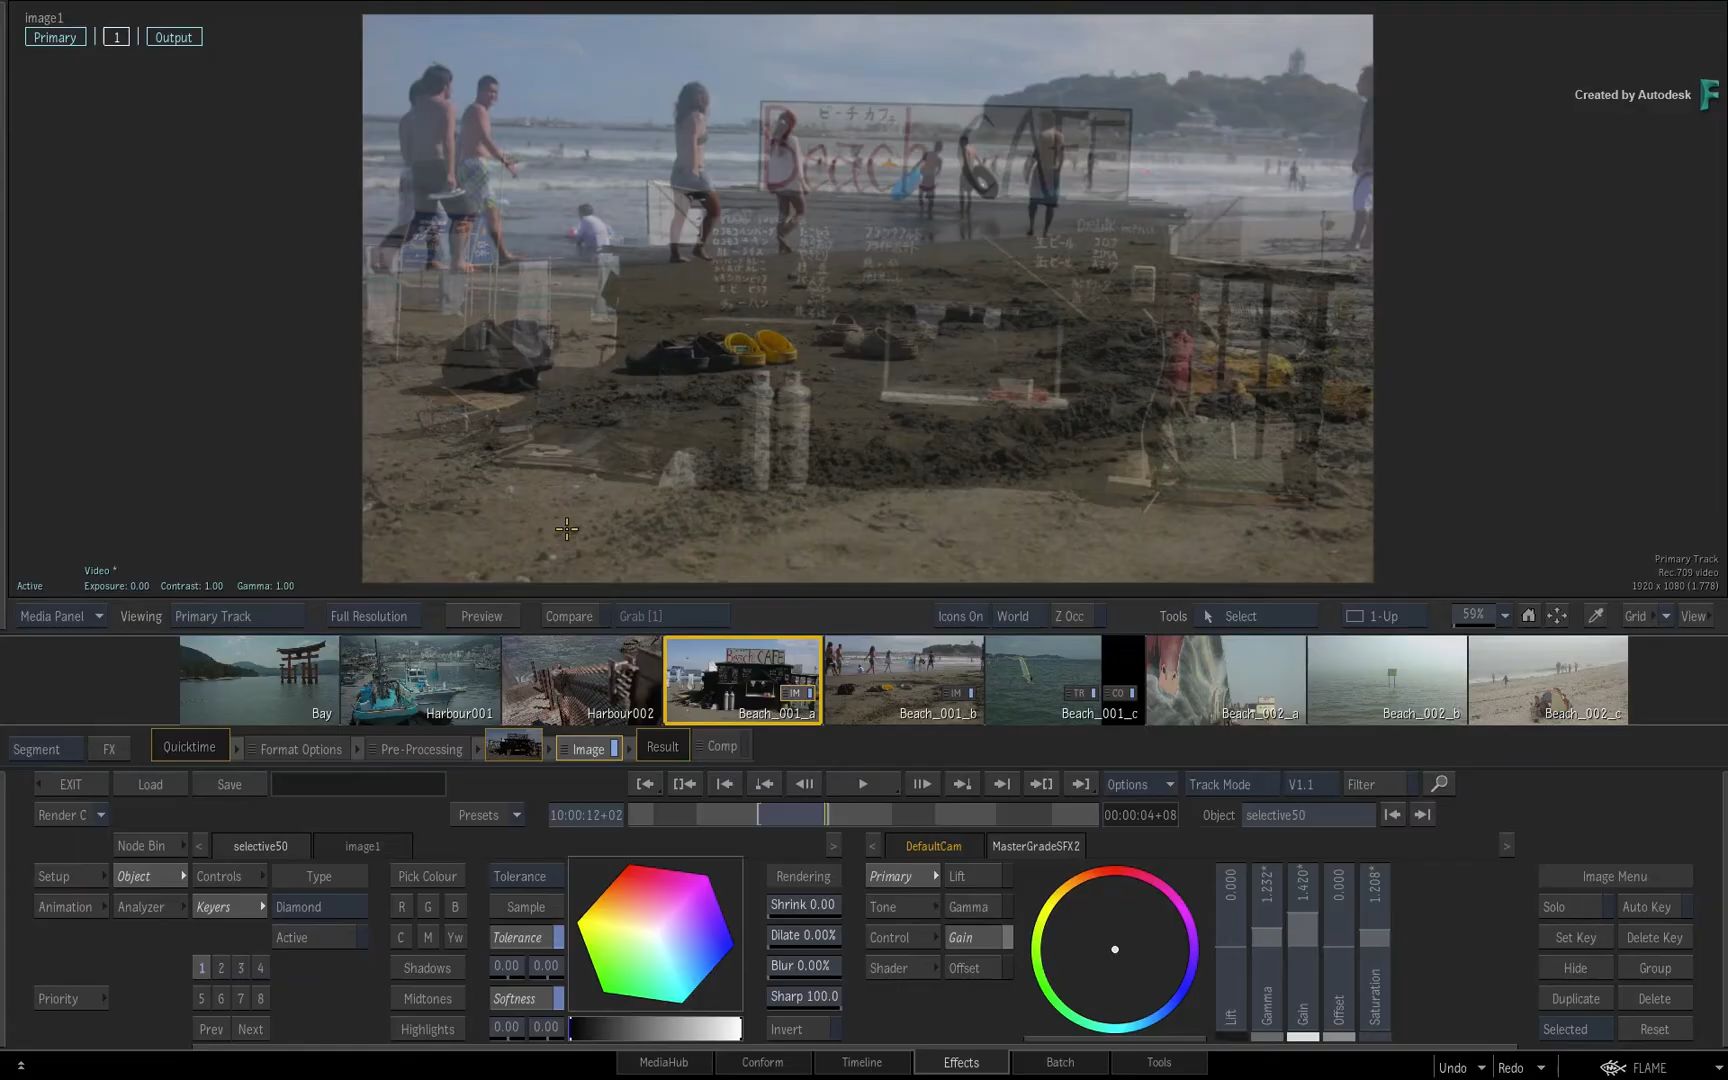 image1
Primary | 1 | Output
Created by Autodesk
ビーチカフェ
Beach CAFE
Video *
Active Exposure: 0.00 Contrast: 1.00 Gamma: 1.00
Primary Track
Rec.709 video
1920 x 1080 (1.778)
Media Panel Viewing Primary Track Full Resolution Preview Compare Grab [1] Icons On World Z Occ Tools Select 1-Up 59% Grid View
Beach CAFE
IM IM TR CO
Bay Harbour001 Harbour002 Beach_001_a Beach_001_b Beach_001_c Beach_002_a Beach_002_b Beach_002_c
Segment FX Quicktime Format Options Pre-Processing Image Result Comp
EXIT Load Save Options Track Mode V1.1 Filter
Render C Presets 10:00:12+02 00:00:04+08 Object selective50
Node Bin < selective50 image1 > < DefaultCam MasterGradeSFX2 >
Setup Object Controls Type Pick Colour Tolerance Rendering Primary Lift Image Menu
Animation Analyzer Keyers Diamond R G B Sample Shrink 0.00 Tone Gamma Solo Auto Key
Active C M Yw Tolerance Dilate 0.00% Control Gain Set Key Delete Key
1 2 3 4 Shadows 0.00 0.00 Blur 0.00% Shader Offset Hide Group
Priority 5 6 7 8 Midtones Softness Sharp 100.0 Duplicate Delete
Prev Next Highlights 0.00 0.00 Invert Selected Reset
0.000 1.232* 1.420* 0.000 1.208*
Lift Gamma Gain Offset Saturation
MediaHub Conform Timeline Effects Batch Tools Undo Redo FLAME